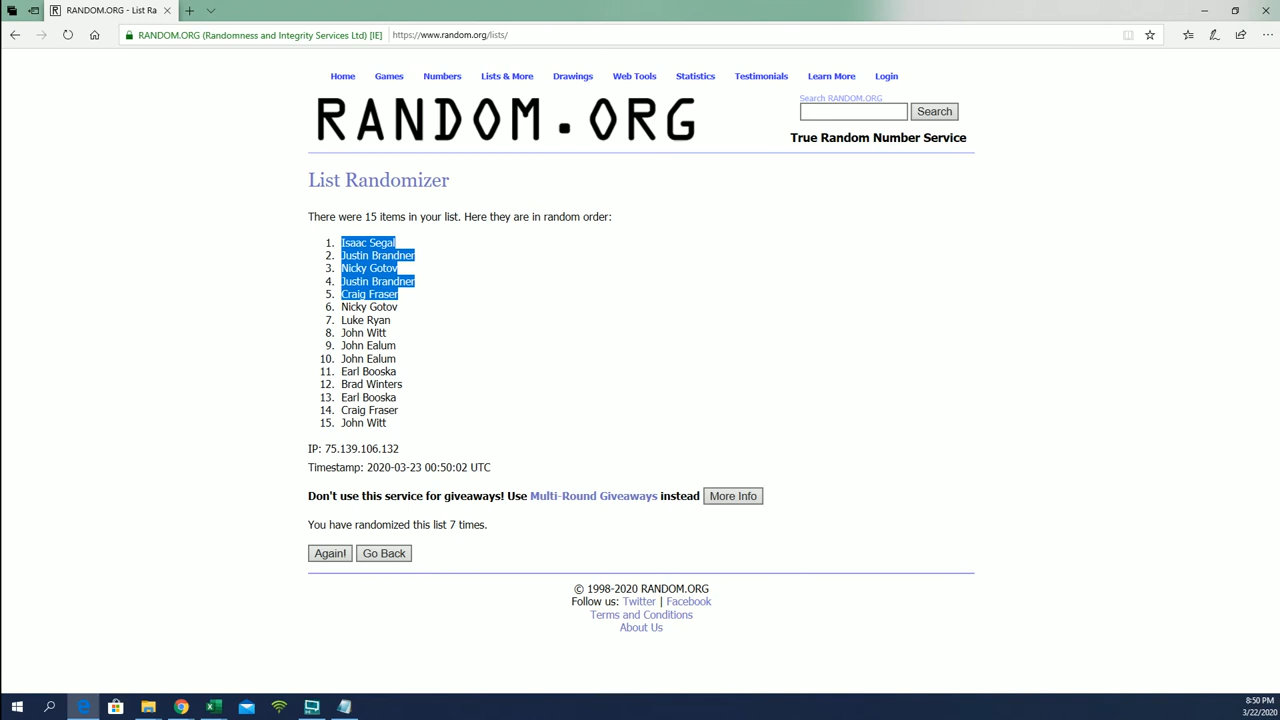 RANDOM.ORG - List Ra
RANDOM.ORG (Randomness and Integrity Services Ltd) [IE]
https://www.random.org/lists/
Home Games Numbers Lists & More Drawings Web Tools Statistics Testimonials Learn More Login
RANDOM.ORG
Search RANDOM.ORG
Search
True Random Number Service
List Randomizer
There were 15 items in your list. Here they are in random order:
1. Isaac Segal
2. Justin Brandner
3. Nicky Gotov
4. Justin Brandner
5. Craig Fraser
6. Nicky Gotov
7. Luke Ryan
8. John Witt
9. John Ealum
10. John Ealum
11. Earl Booska
12. Brad Winters
13. Earl Booska
14. Craig Fraser
15. John Witt
IP: 75.139.106.132
Timestamp: 2020-03-23 00:50:02 UTC
Don't use this service for giveaways! Use Multi-Round Giveaways instead More Info
You have randomized this list 7 times.
Again! Go Back
© 1998-2020 RANDOM.ORG
Follow us: Twitter | Facebook
Terms and Conditions
About Us
8:50 PM
3/22/2020